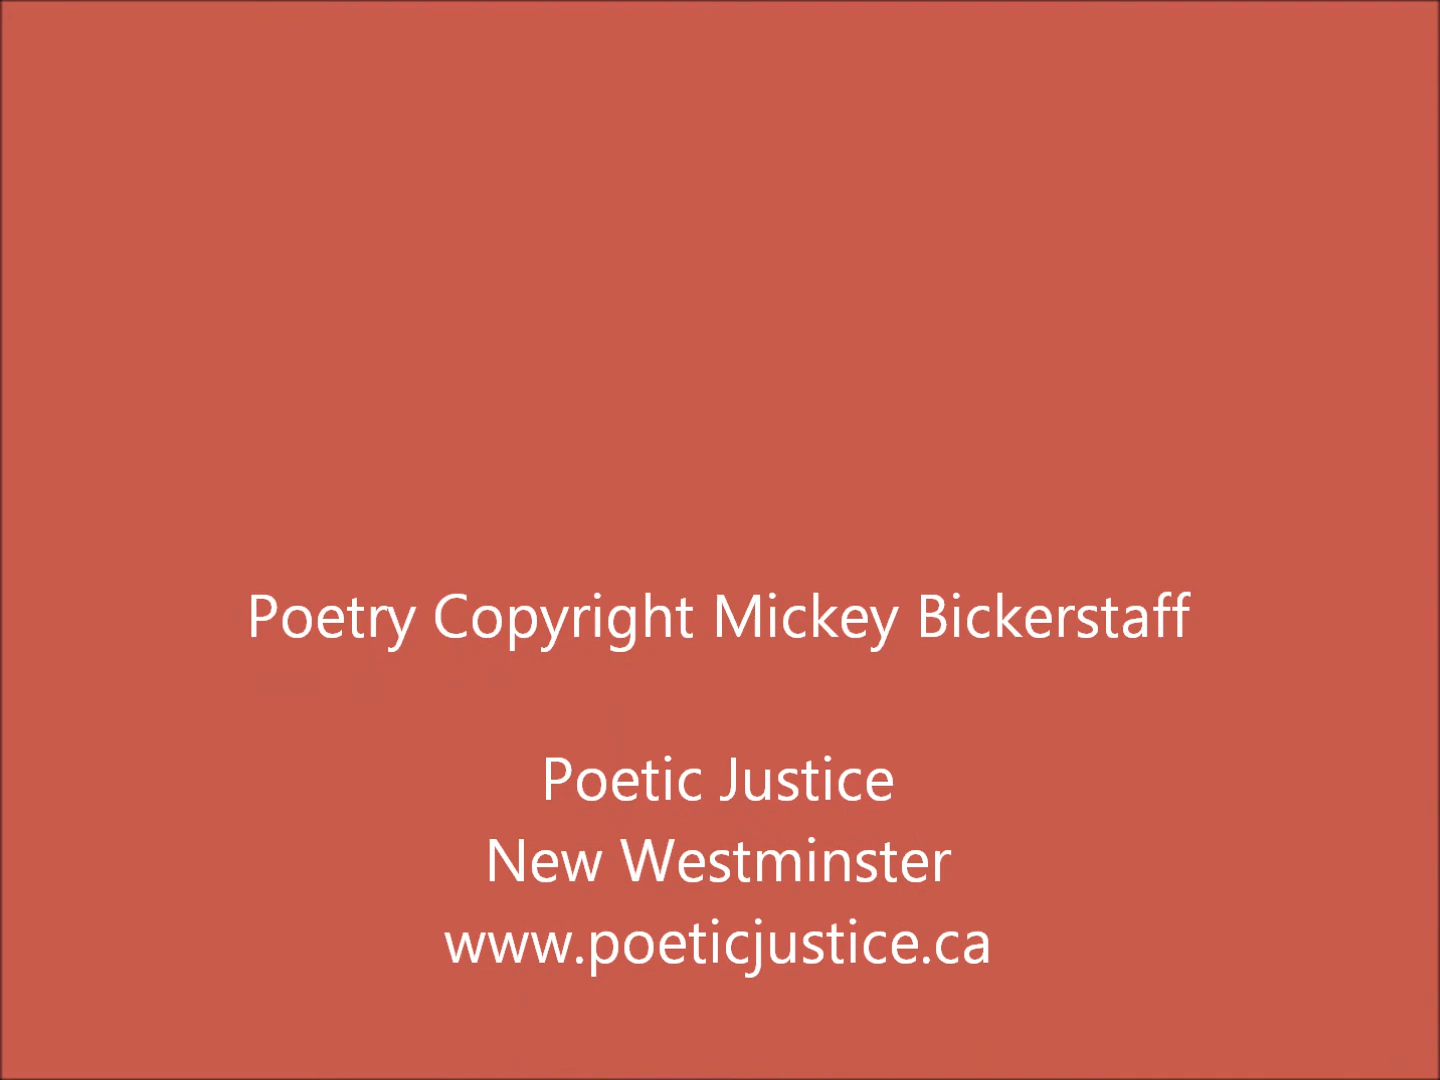 Poetry Copyright Mickey Bickerstaff
Poetic Justice
New Westminster
www.poeticjustice.ca